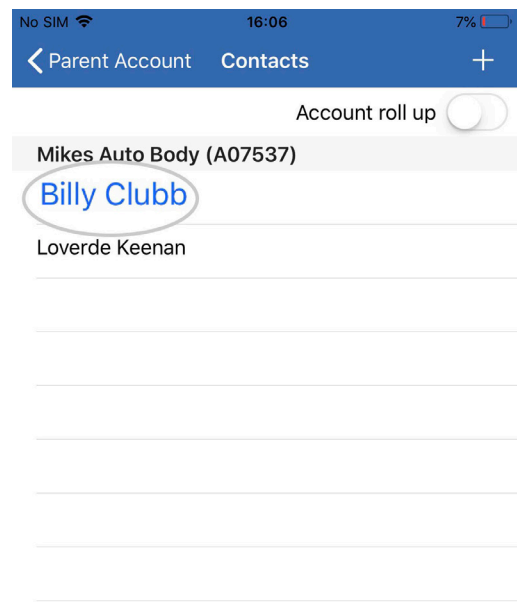 No SIM 16:06 7%
Parent Account Contacts +
Account roll up
Mikes Auto Body (A07537)
Billy Clubb
Loverde Keenan